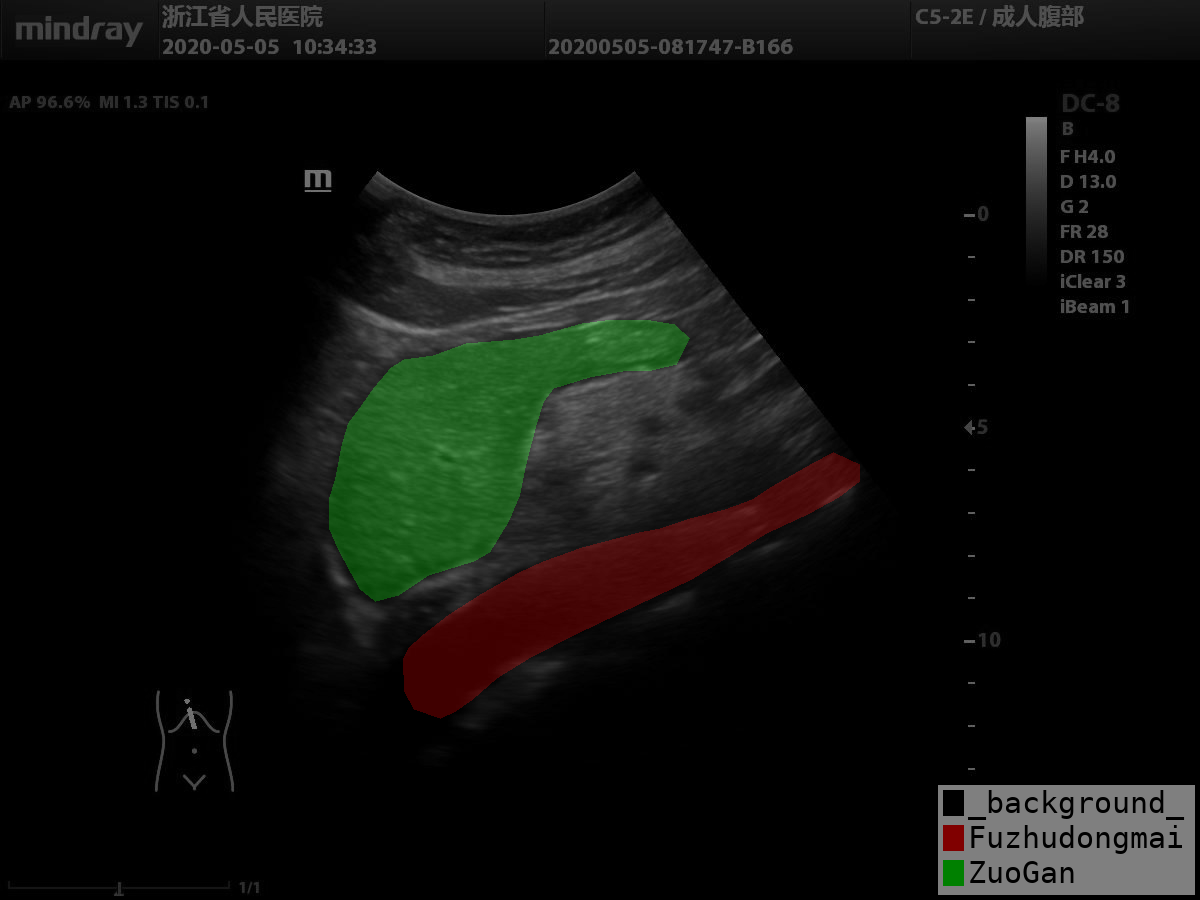 mindray
浙江省人民医院
C5-2E / 成人腹部
2020-05-05 10:34:33
20200505-081747-B166
AP 96.6% MI 1.3 TIS 0.1
DC-8
B
F H4.0
D 13.0
G 2
FR 28
DR 150
iClear 3
iBeam 1
m
0
5
10
_background_
Fuzhudongmai
ZuoGan
1/1